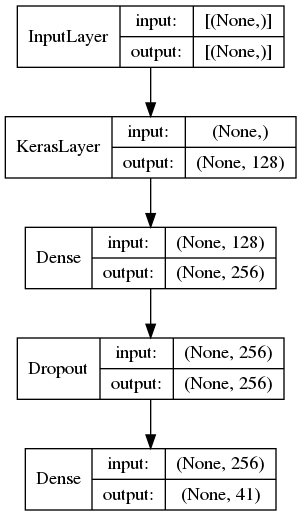 InputLayer
input:
[(None,)]
output:
[(None,)]
KerasLayer
input:
(None,)
output:
(None, 128)
Dense
input:
(None, 128)
output:
(None, 256)
Dropout
input:
(None, 256)
output:
(None, 256)
Dense
input:
(None, 256)
output:
(None, 41)